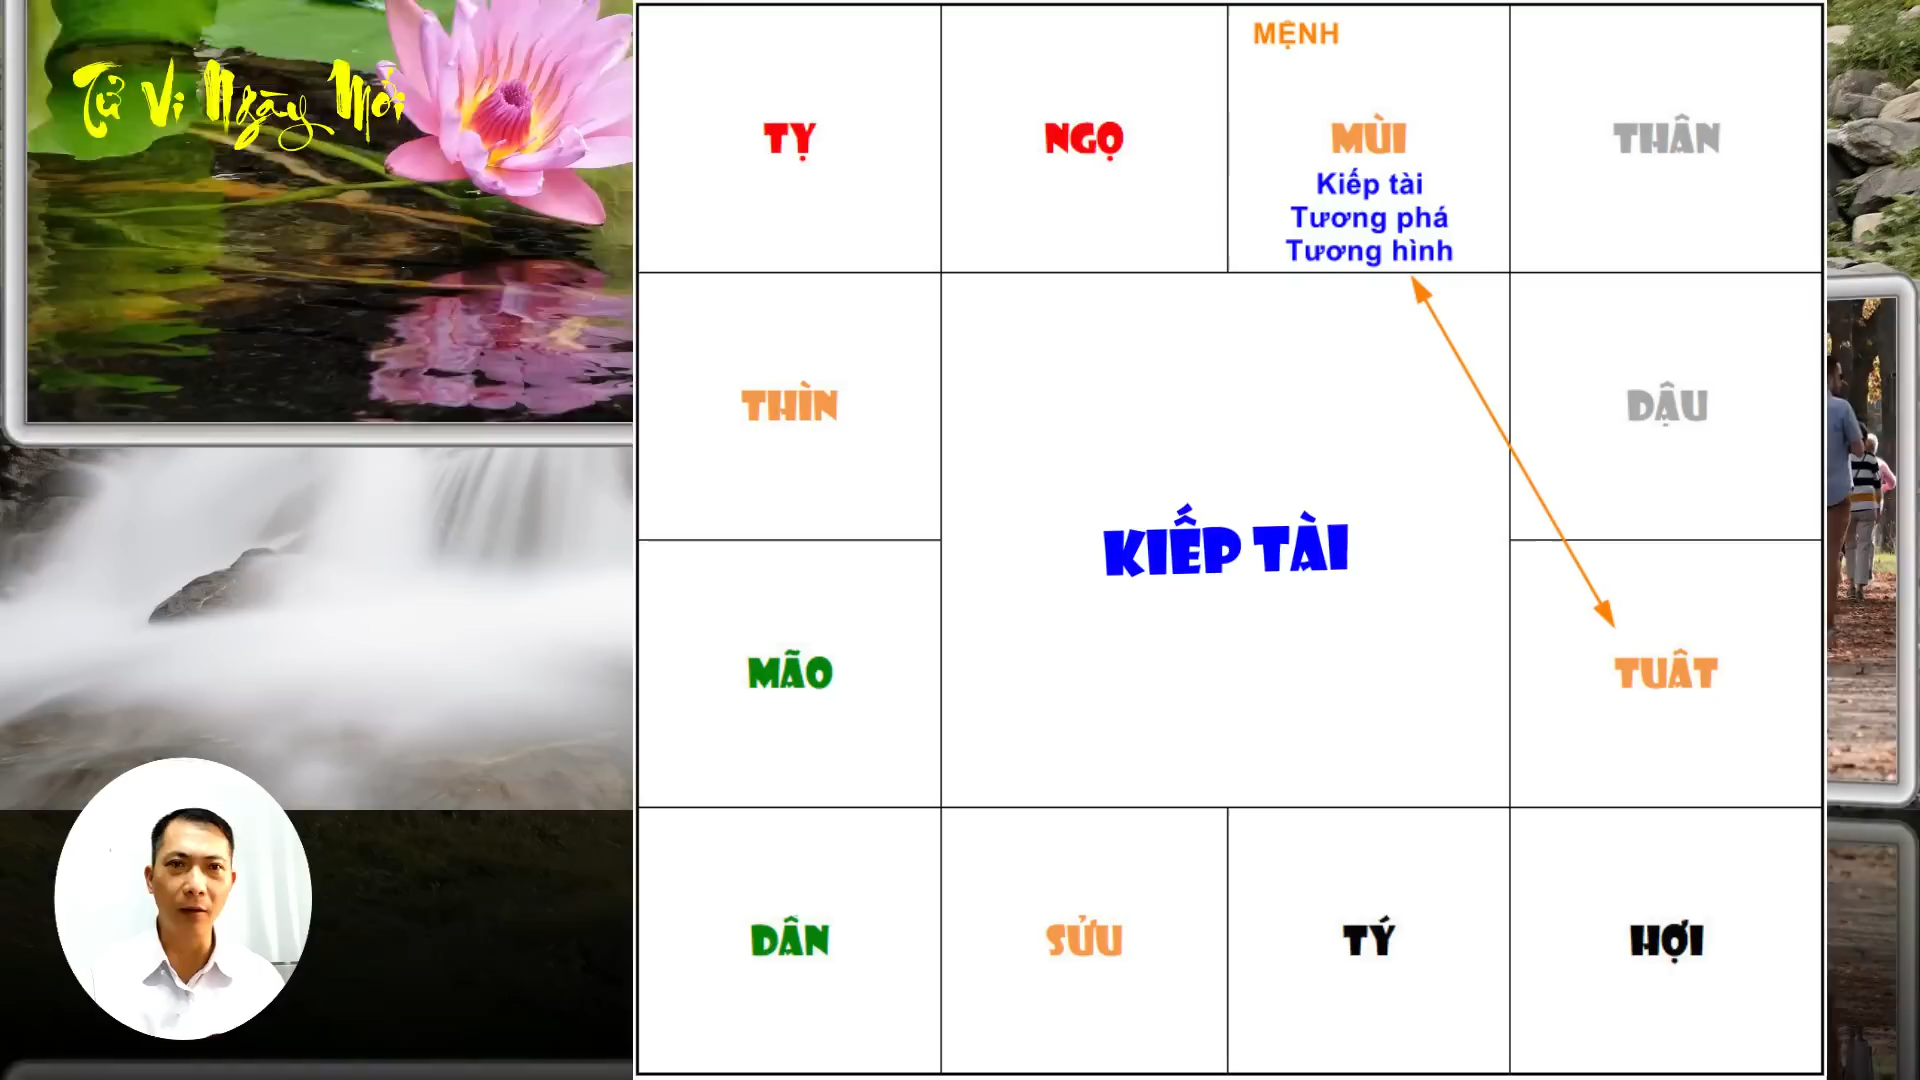 Tử Vi Ngày Mới
MỆNH
TỴ
NGỌ
MÙI
THÂN
Kiếp tài
Tương phá
Tương hình
THÌN
DẬU
KIẾP TÀI
MÃO
TUẤT
DẦN
SỬU
TÝ
HỢI